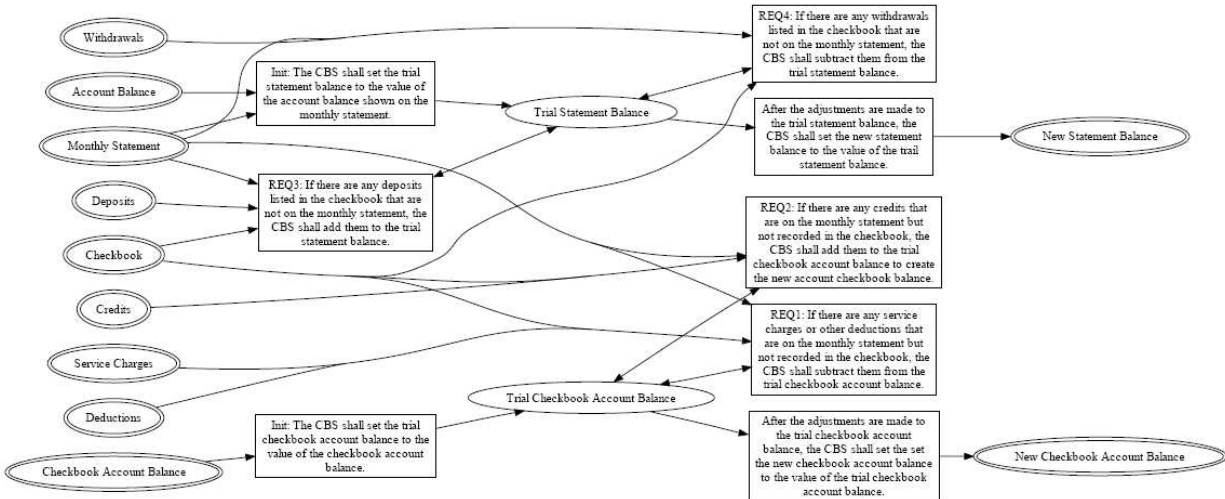 Withdrawals
Account Balance
Monthly Statement
Deposits
Checkbook
Credits
Service Charges
Deductions
Checkbook Account Balance
Init: The CBS shall set the trial
statement balance to the value of
the account balance shown on the
monthly statement.
REQ3: If there are any deposits
listed in the checkbook that are
not on the monthly statement, the
CBS shall add them to the trial
statement balance.
Init: The CBS shall set the trial
checkbook account balance to the
value of the checkbook account
balance.
Trial Statement Balance
Trial Checkbook Account Balance
REQ4: If there are any withdrawals
listed in the checkbook that are
not on the monthly statement, the
CBS shall subtract them from the
trial statement balance.
After the adjustments are made to
the trial statement balance, the
CBS shall set the new statement
balance to the value of the trail
statement balance.
REQ2: If there are any credits that
are on the monthly statement but
not recorded in the checkbook, the
CBS shall add them to the trial
checkbook account balance to create
the new account checkbook balance.
REQ1: If there are any service
charges or other deductions that
are on the monthly statement but
not recorded in the checkbook, the
CBS shall subtract them from the
trial checkbook account balance.
After the adjustments are made to
the trial checkbook account
balance, the CBS shall set the set
the new checkbook account balance
to the value of the trial checkbook
account balance.
New Statement Balance
New Checkbook Account Balance